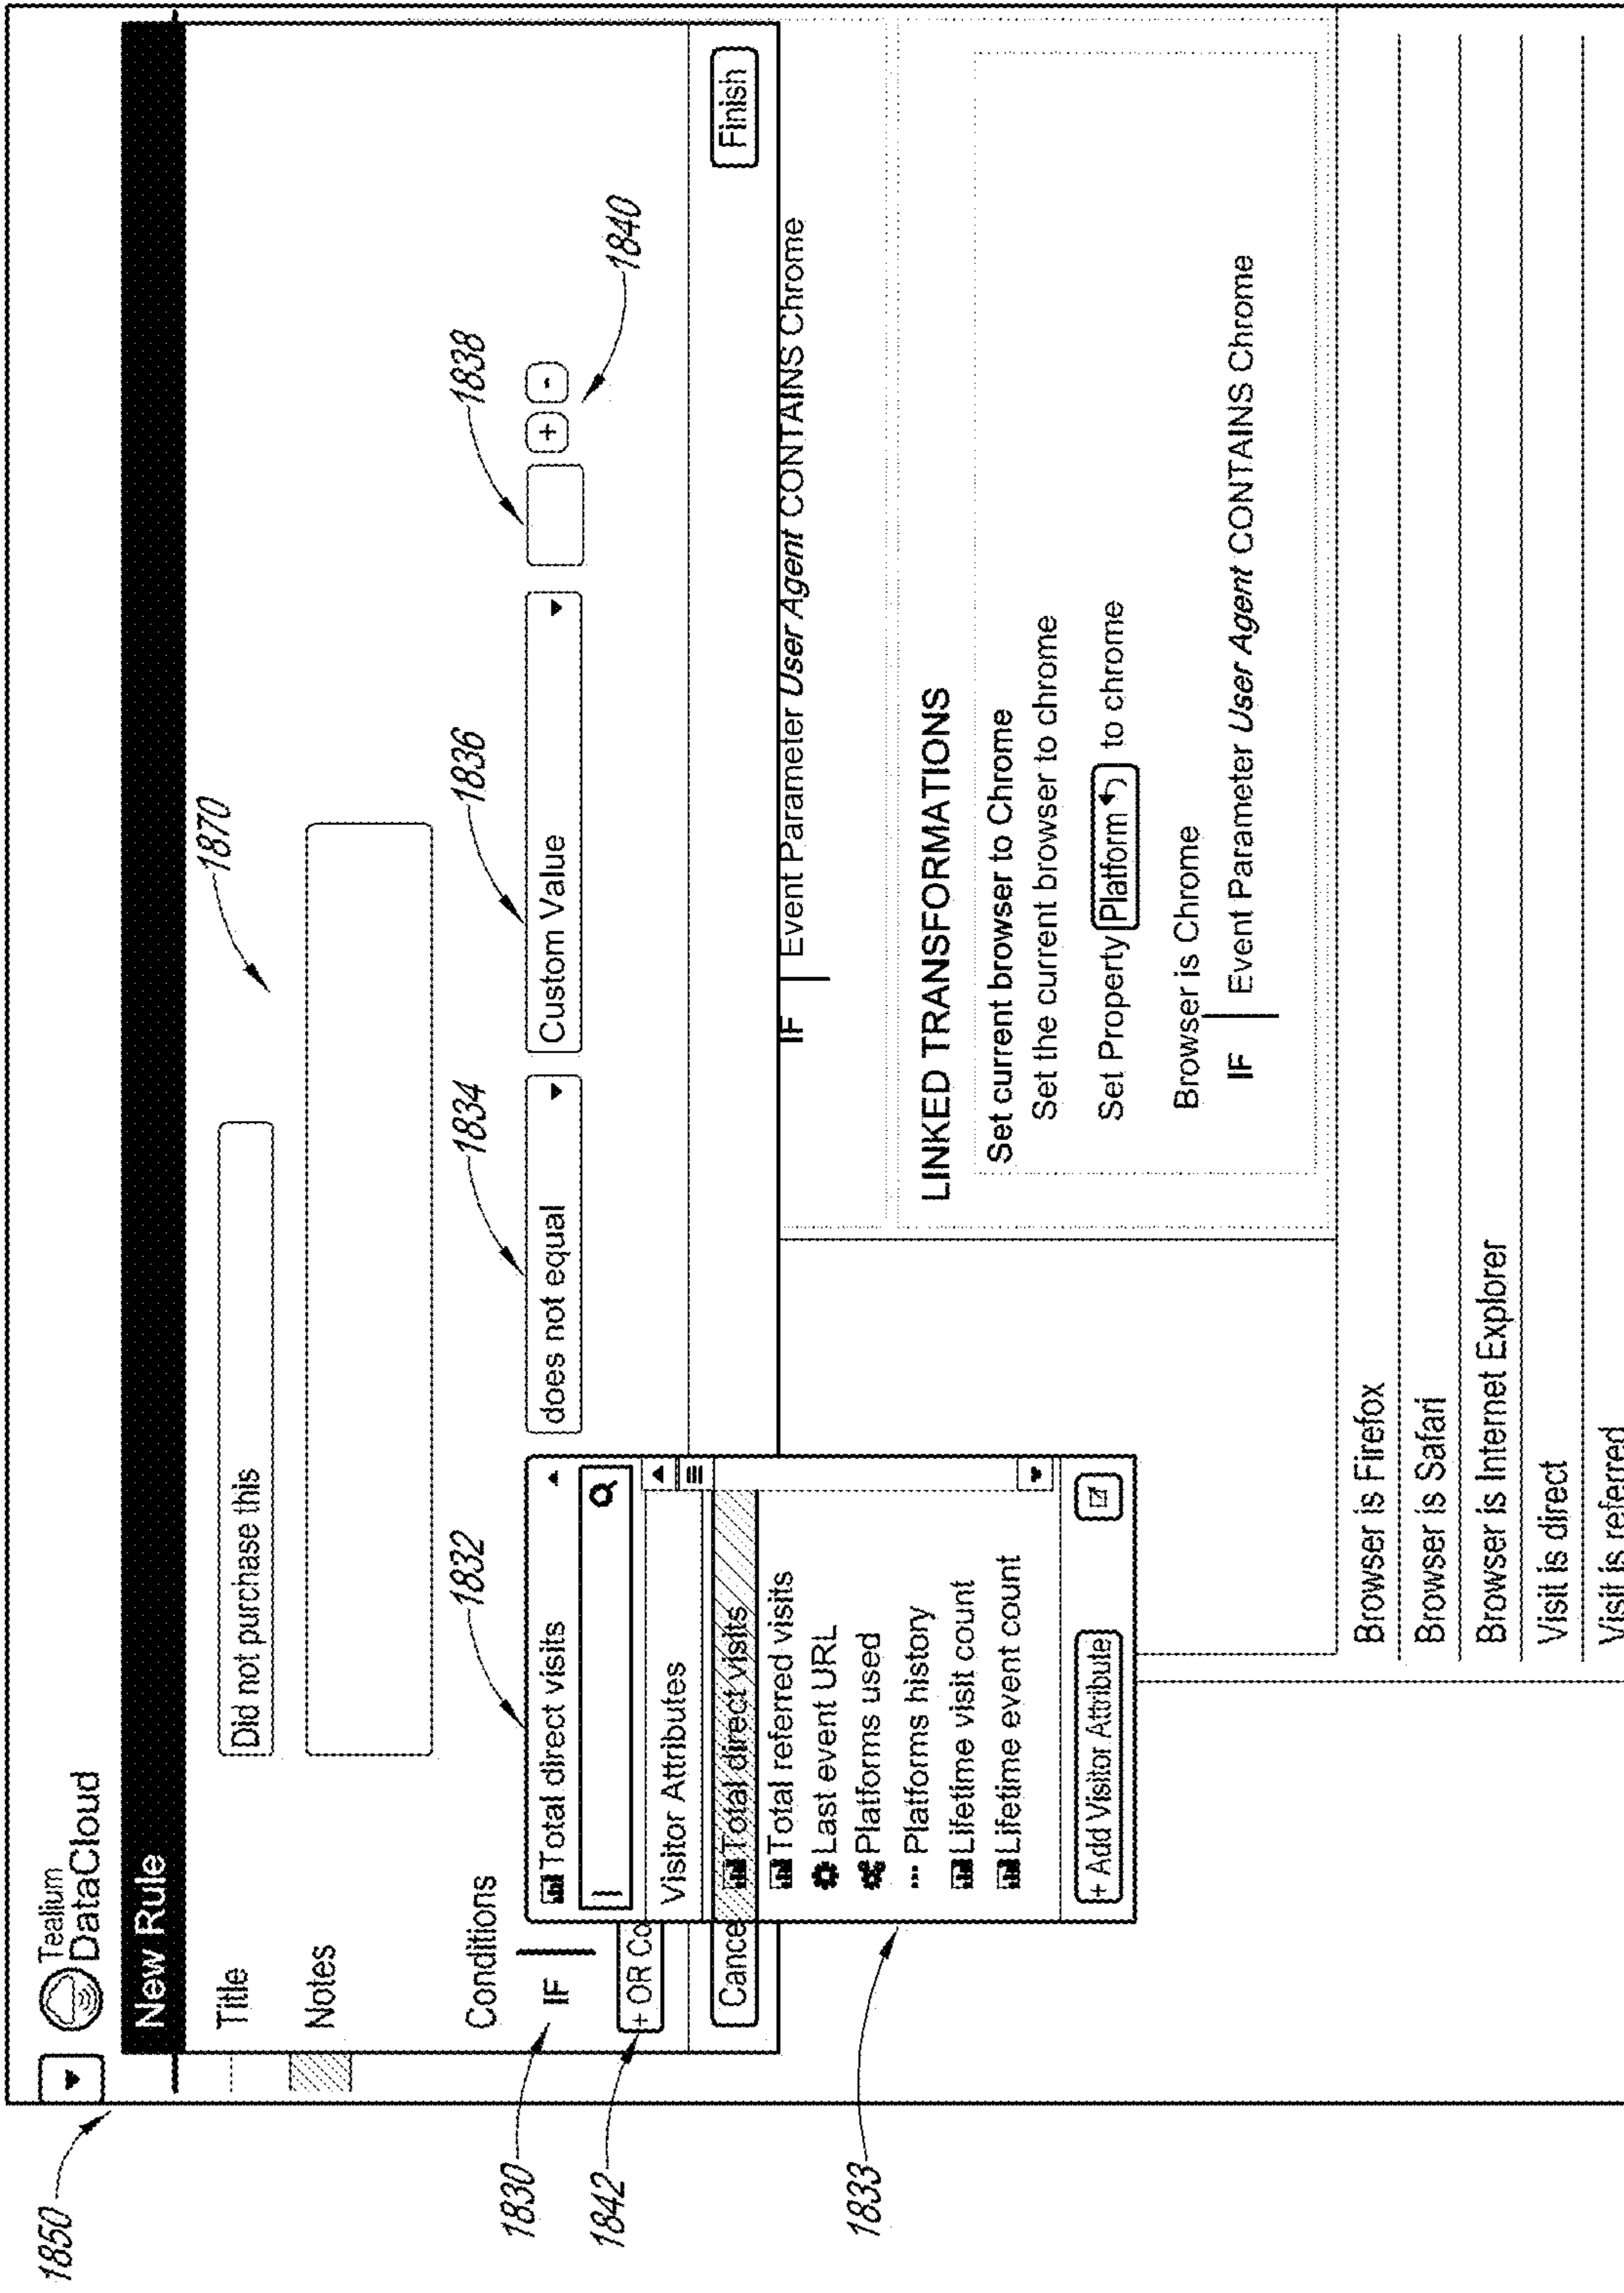 1850
Tealium
DataCloud
New Rule
Title
Did not purchase this
1870
Notes
Conditions
1832
1834
1836
1838
1830
IF
Total direct visits
does not equal
Custom Value
+ -
1840
1842
+ OR Co
Visitor Attributes
Cance
Finish
Total direct visits
Total referred visits
Last event URL
Platforms used
Platforms history
Lifetime visit count
Lifetime event count
1833
+ Add Visitor Attribute
IF Event Parameter User Agent CONTAINS Chrome
LINKED TRANSFORMATIONS
Set current browser to Chrome
Set the current browser to chrome
Set Property Platform to chrome
Browser is Chrome
IF Event Parameter User Agent CONTAINS Chrome
Browser is Firefox
Browser is Safari
Browser is Internet Explorer
Visit is direct
Visit is referred